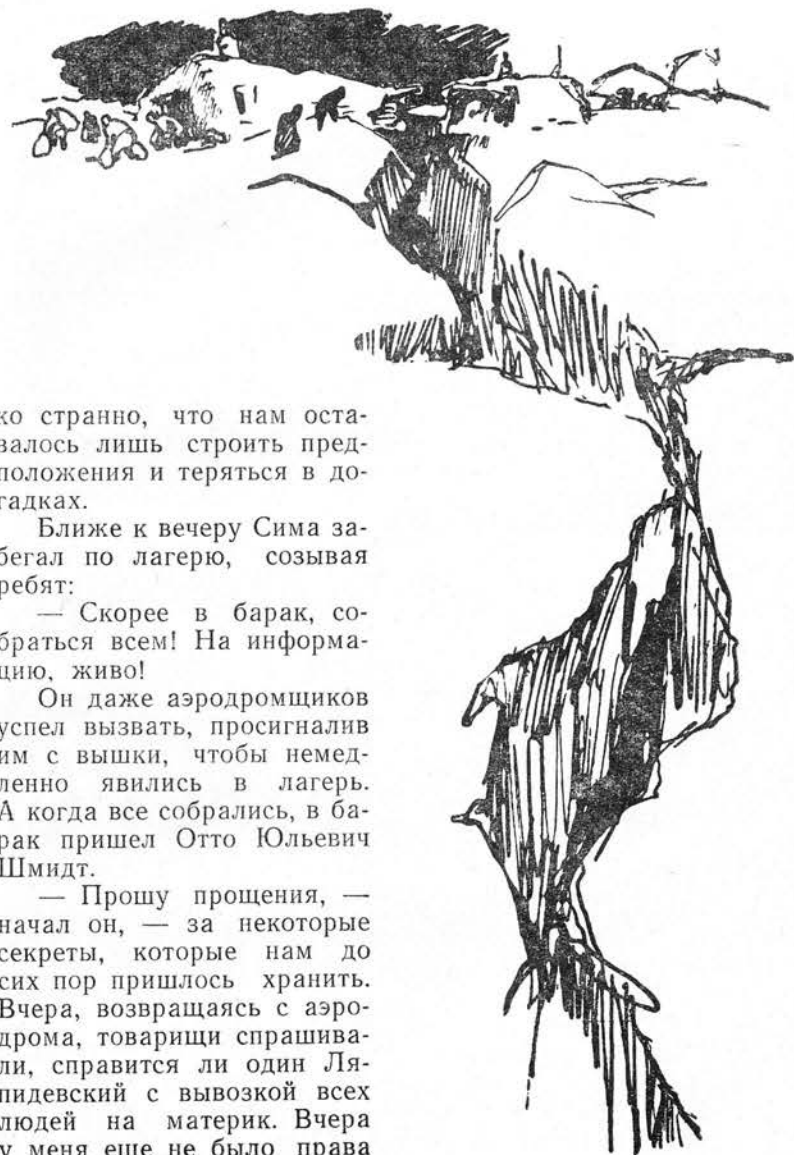 ко странно, что нам оста-
валось лишь строить пред-
положения и теряться в до-
гадках.
Ближе к вечеру Сима за-
бегал по лагерю, созывая
ребят:
— Скорее в барак, со-
браться всем! На информа-
цию, живо!
Он даже аэродромщиков
успел вызвать, просигналив
им с вышки, чтобы немед-
ленно явились в лагерь.
А когда все собрались, в ба-
рак пришел Отто Юльевич
Шмидт.
— Прошу прощения, —
начал он, — за некоторые
секреты, которые нам до
сих пор пришлось хранить.
Вчера, возвращаясь с аэро-
дрома, товарищи спрашива-
ли, справится ли один Ля-
пидевский с вывозкой всех
людей на материк. Вчера
у меня еще не было права